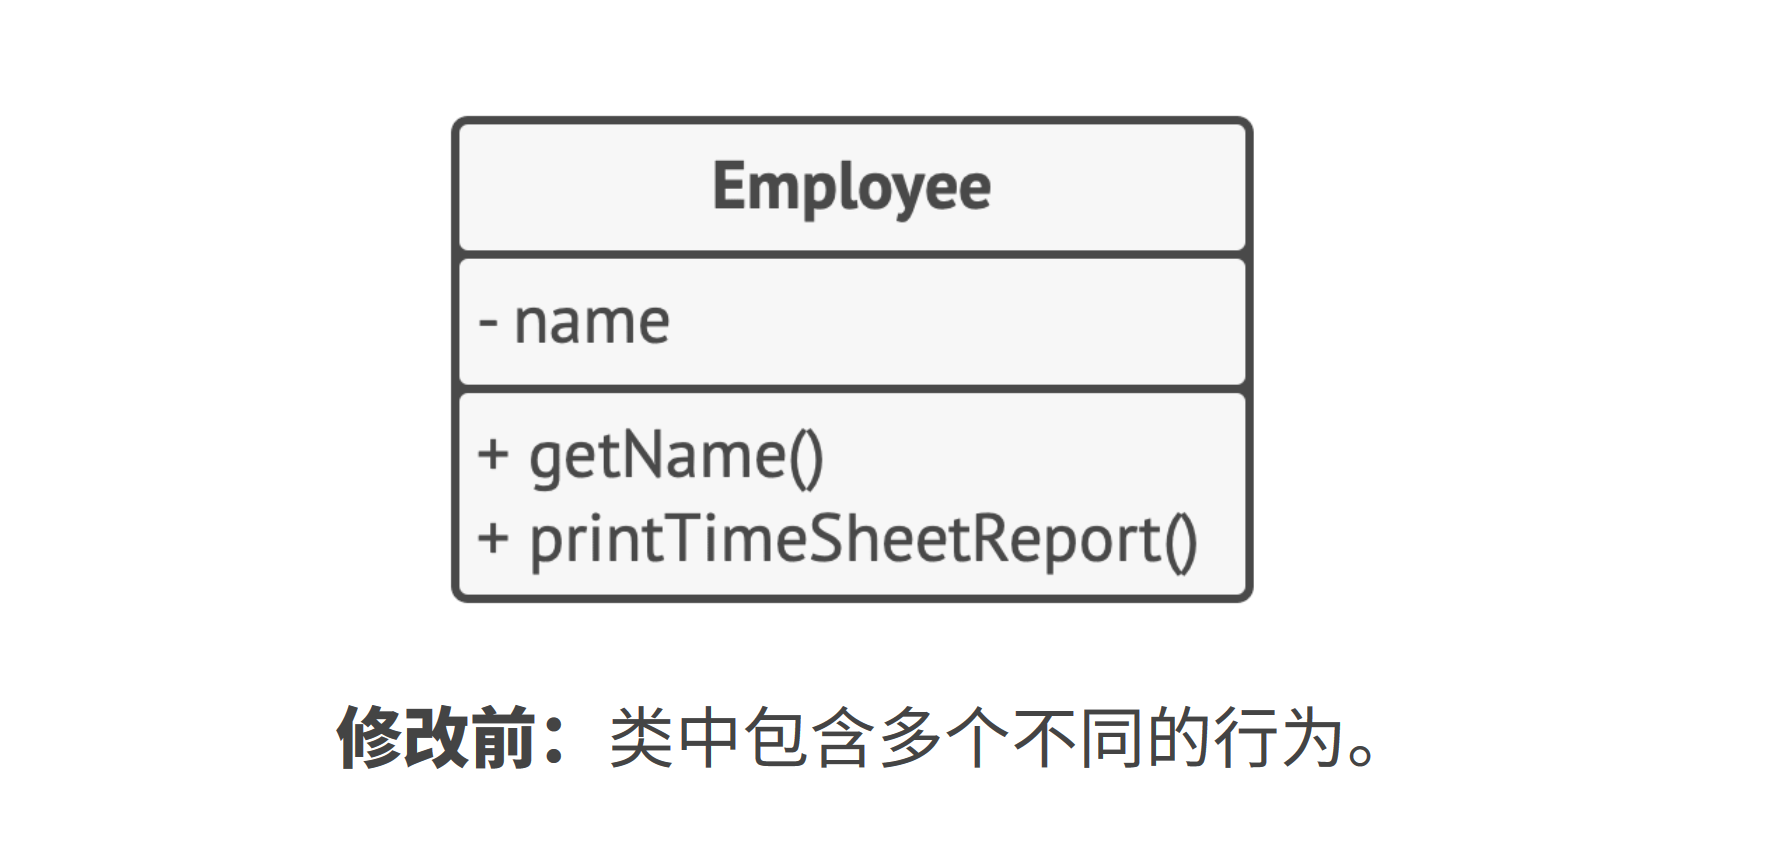 Employee
- name
+ getName()
+ printTimeSheetReport()
修改前：类中包含多个不同的行为。